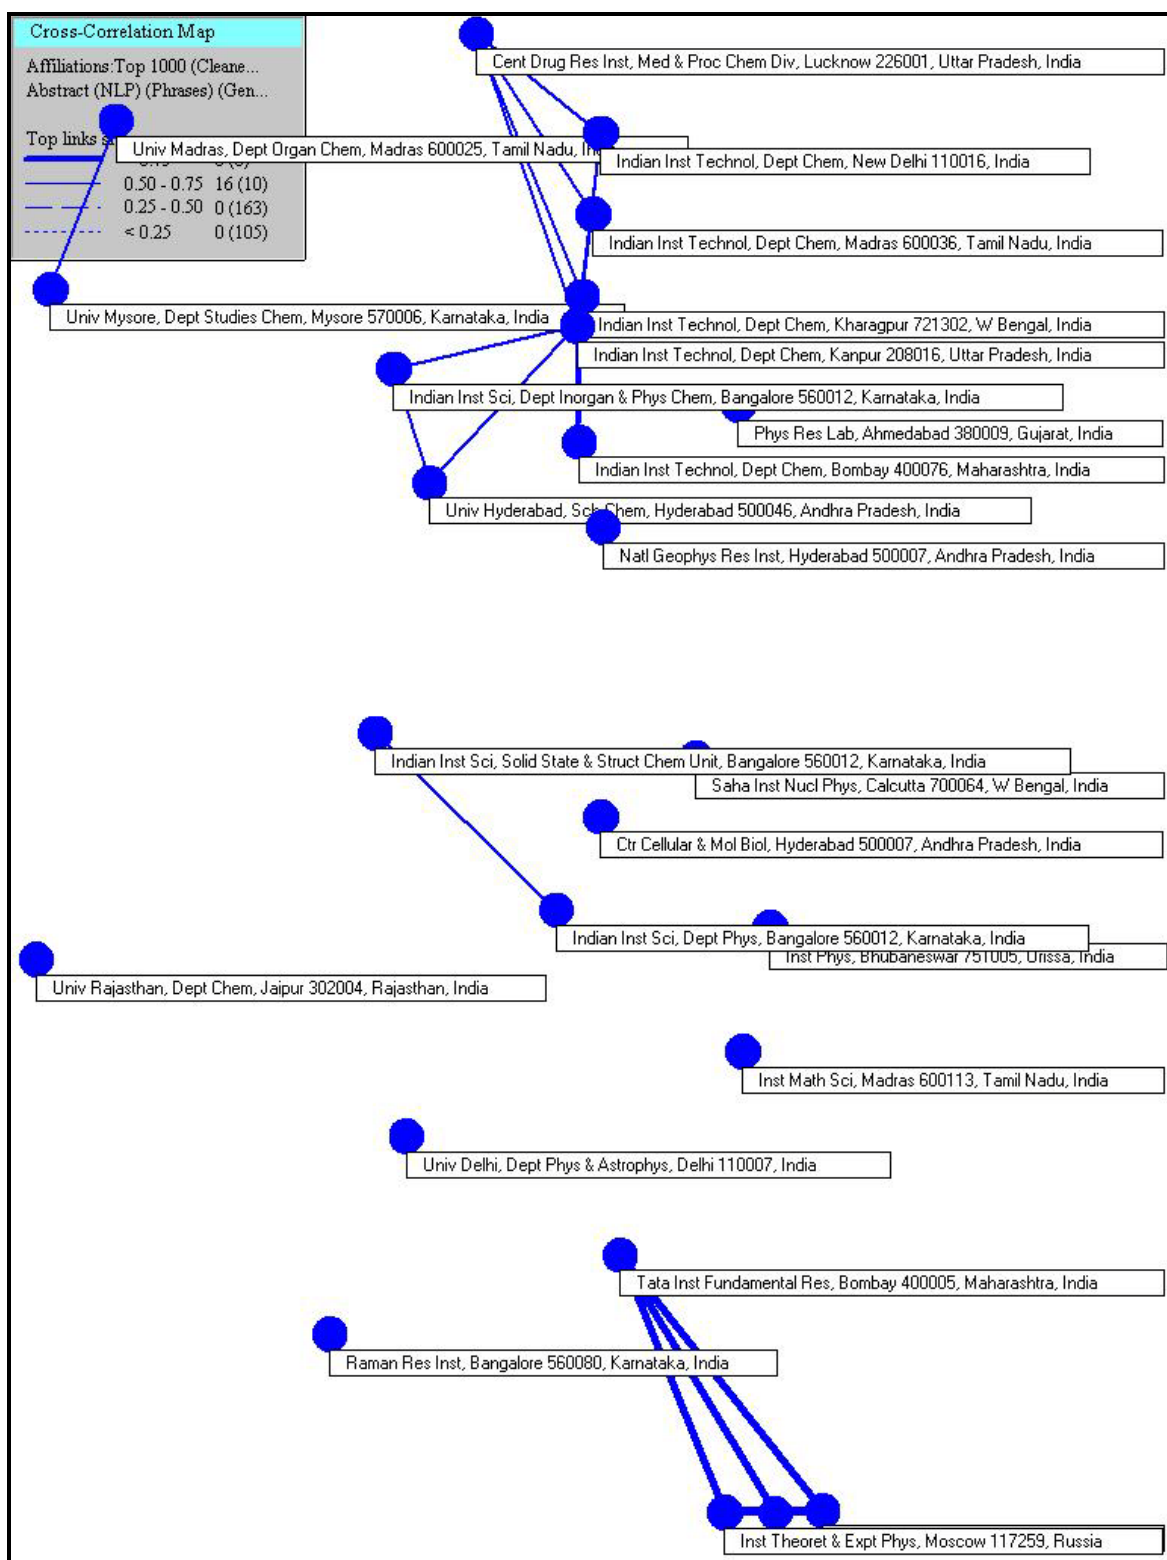 Cross-Correlation Map
Affiliations:Top 1000 (Cleane...
Abstract (NLP) (Phrases) (Gen...
Top links
0.50 - 0.75 16 (10)
0.25 - 0.50 0 (163)
< 0.25 0 (105)
Cent Drug Res Inst, Med & Proc Chem Div, Lucknow 226001, Uttar Pradesh, India
Univ Madras, Dept Organ Chem, Madras 600025, Tamil Nadu,
Indian Inst Technol, Dept Chem, New Delhi 110016, India
Indian Inst Technol, Dept Chem, Madras 600036, Tamil Nadu, India
Univ Mysore, Dept Studies Chem, Mysore 570006, Karnataka, India
Indian Inst Technol, Dept Chem, Kharagpur 721302, W Bengal, India
Indian Inst Technol, Dept Chem, Kanpur 208016, Uttar Pradesh, India
Indian Inst Sci, Dept Inorgan & Phys Chem, Bangalore 560012, Karnataka, India
Phys Res Lab, Ahmedabad 380009, Gujarat, India
Indian Inst Technol, Dept Chem, Bombay 400076, Maharashtra, India
Univ Hyderabad, Sch Chem, Hyderabad 500046, Andhra Pradesh, India
Natl Geophys Res Inst, Hyderabad 500007, Andhra Pradesh, India
Indian Inst Sci, Solid State & Struct Chem Unit, Bangalore 560012, Karnataka, India
Saha Inst Nucl Phys, Calcutta 700064, W Bengal, India
Ctr Cellular & Mol Biol, Hyderabad 500007, Andhra Pradesh, India
Indian Inst Sci, Dept Phys, Bangalore 560012, Karnataka, India
Inst Phys, Bhubaneswar 751005, Orissa, India
Univ Rajasthan, Dept Chem, Jaipur 302004, Rajasthan, India
Inst Math Sci, Madras 600113, Tamil Nadu, India
Univ Delhi, Dept Phys & Astrophys, Delhi 110007, India
Tata Inst Fundamental Res, Bombay 400005, Maharashtra, India
Raman Res Inst, Bangalore 560080, Karnataka, India
Inst Theoret & Expt Phys, Moscow 117259, Russia